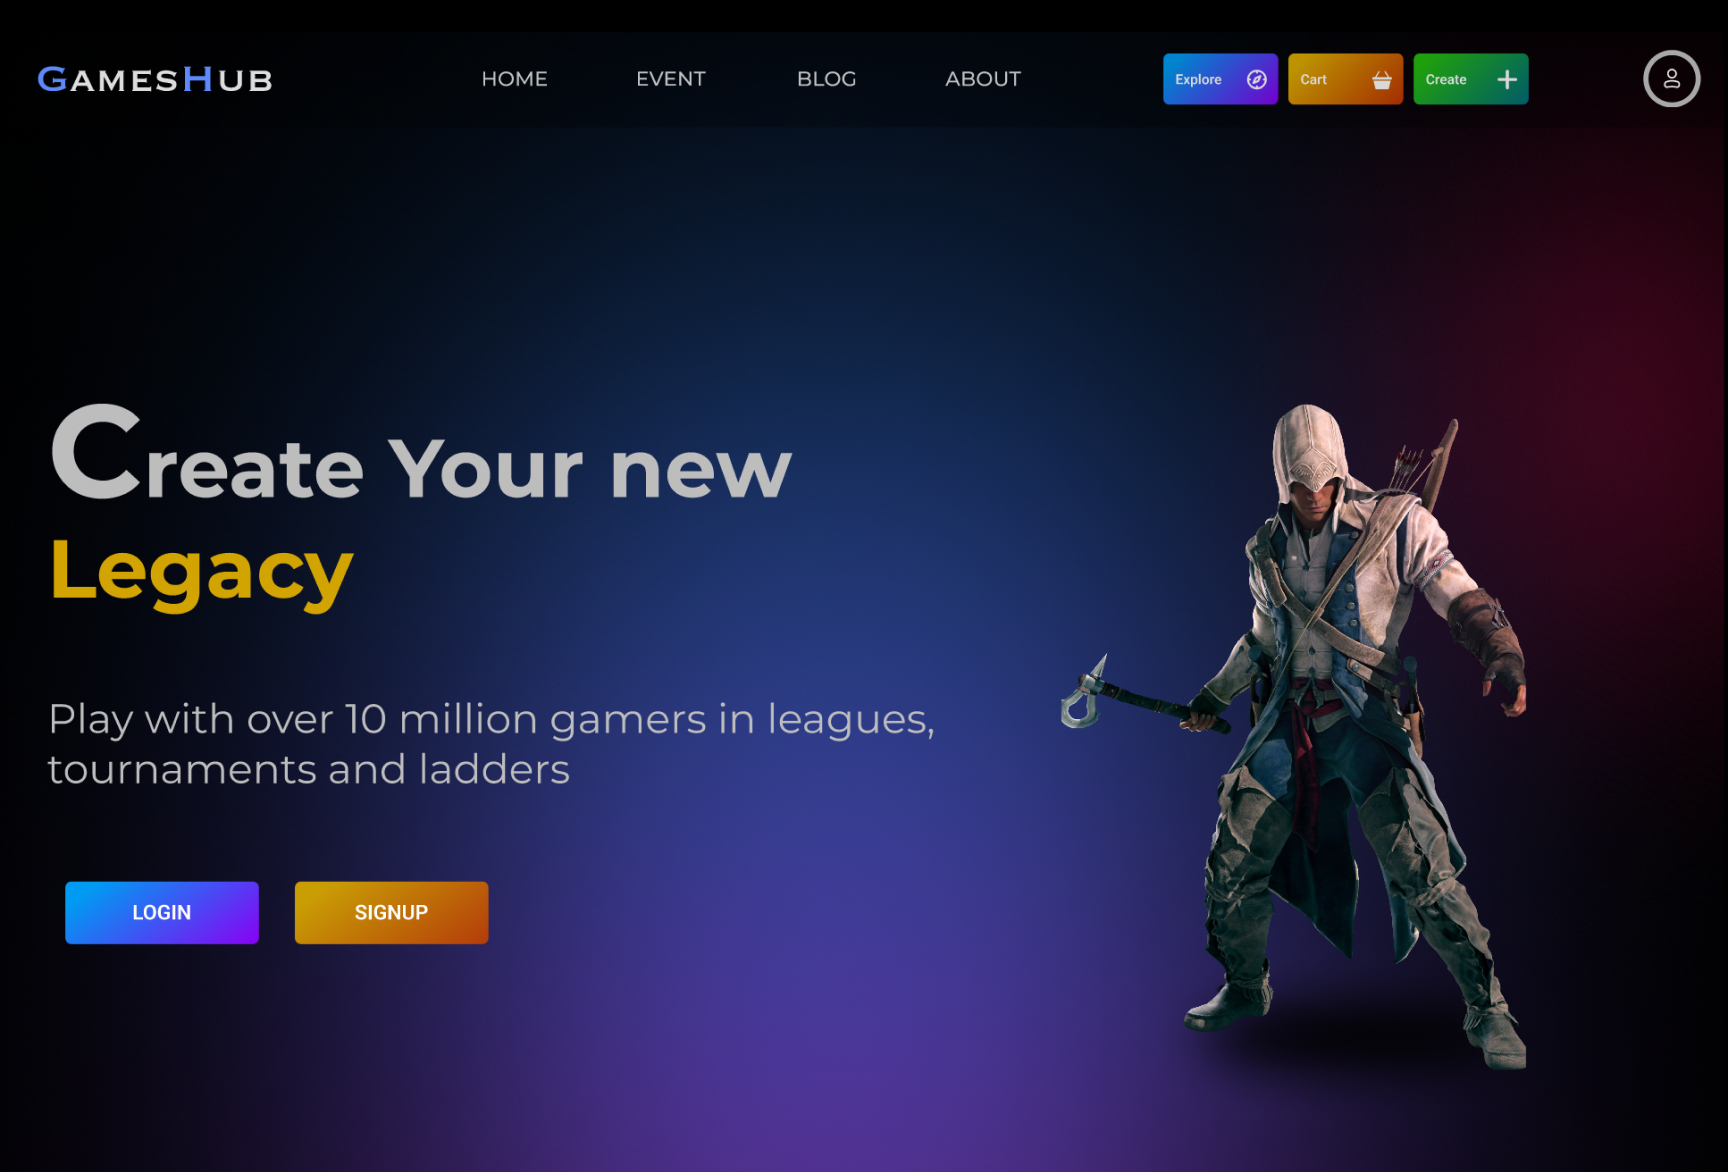 GAMESHUB
HOME EVENT BLOG ABOUT
Explore Cart Create
Create Your new
Legacy
Play with over 10 million gamers in leagues,
tournaments and ladders
LOGIN SIGNUP